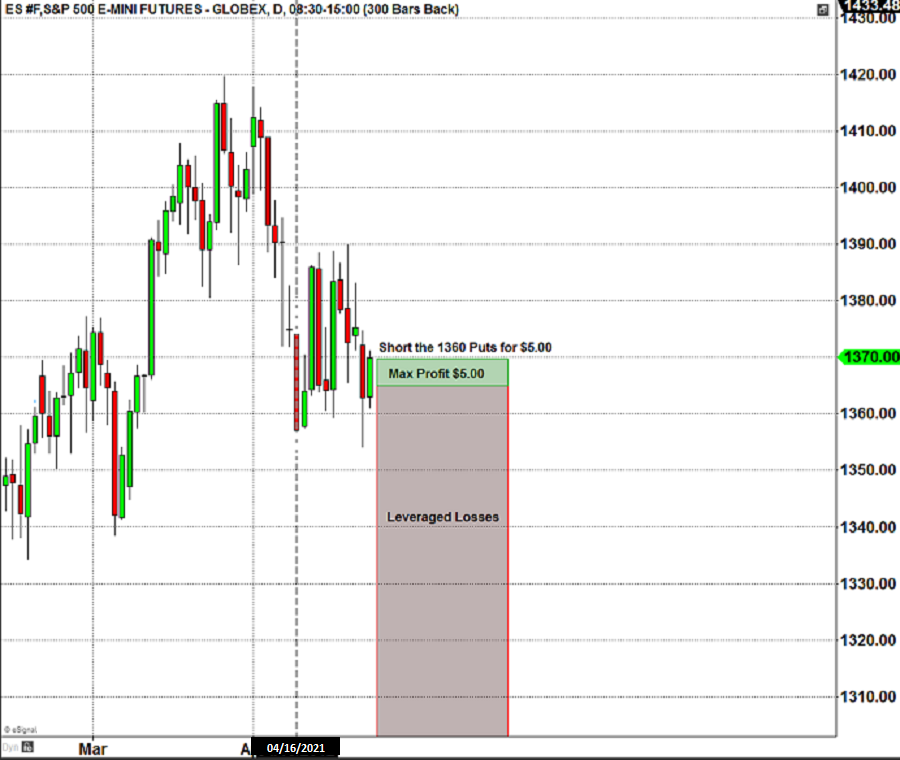 ES #F,S&P 500 E-MINI FUTURES - GLOBEX, D, 08:30-15:00 (300 Bars Back)
1433.48
1430.00
1420.00
1410.00
1400.00
1390.00
1380.00
Short the 1360 Puts for $5.00
1370.00
Max Profit $5.00
1360.00
1350.00
Leveraged Losses
1340.00
1330.00
1320.00
1310.00
© eSignal
Dyn
Mar
A
04/16/2021